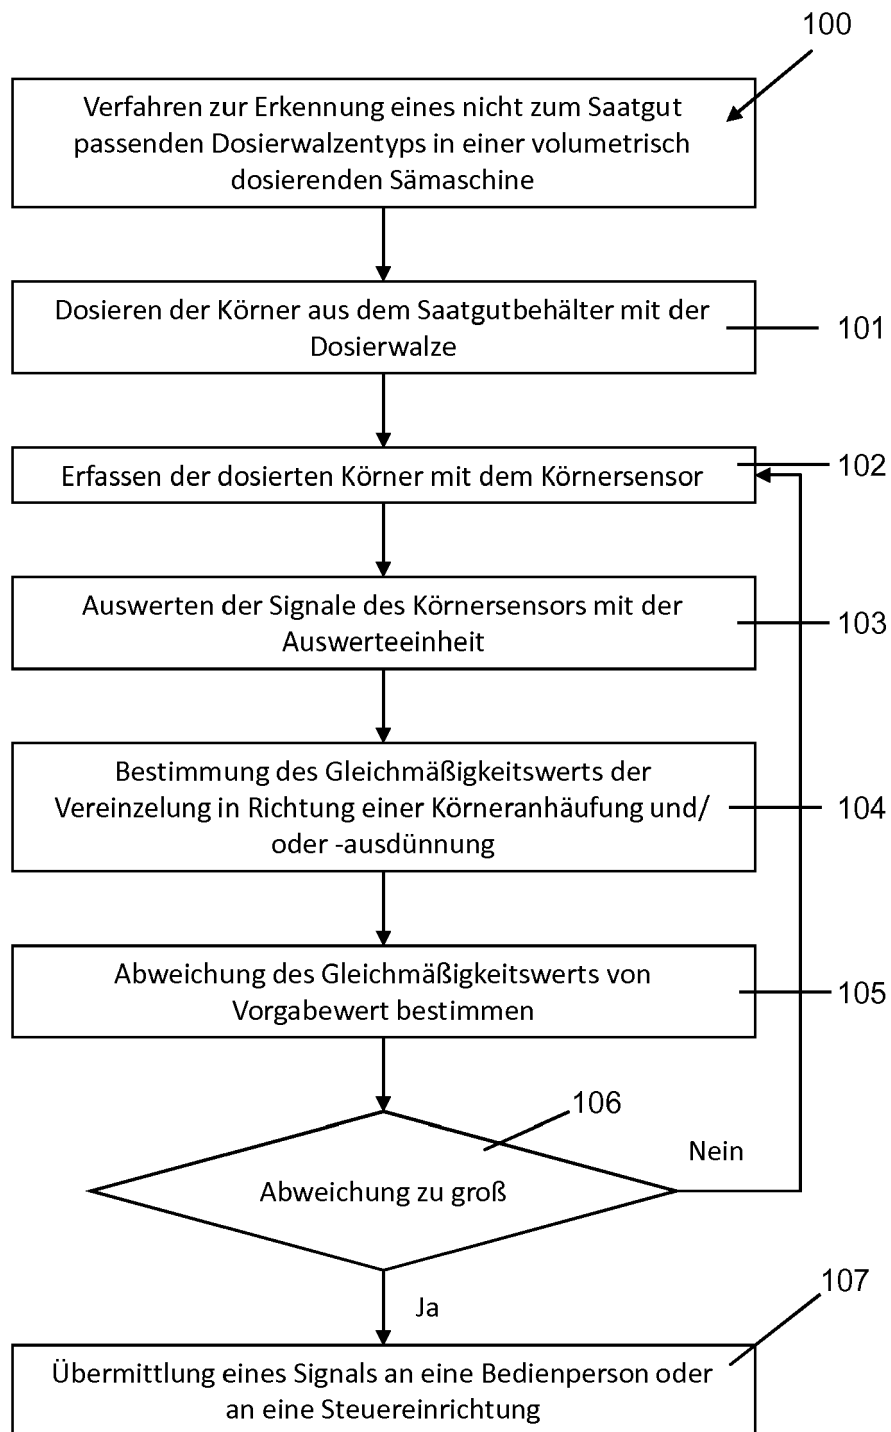 100
Verfahren zur Erkennung eines nicht zum Saatgut
passenden Dosierwalzentyps in einer volumetrisch
dosierenden Sämaschine
Dosieren der Körner aus dem Saatgutbehälter mit der
Dosierwalze
101
Erfassen der dosierten Körner mit dem Körnersensor
102
Auswerten der Signale des Körnersensors mit der
Auswerteeinheit
103
Bestimmung des Gleichmäßigkeitswerts der
Vereinzelung in Richtung einer Körneranhäufung und/
oder -ausdünnung
104
Abweichung des Gleichmäßigkeitswerts von
Vorgabewert bestimmen
105
106
Abweichung zu groß
Nein
Ja
107
Übermittlung eines Signals an eine Bedienperson oder
an eine Steuereinrichtung